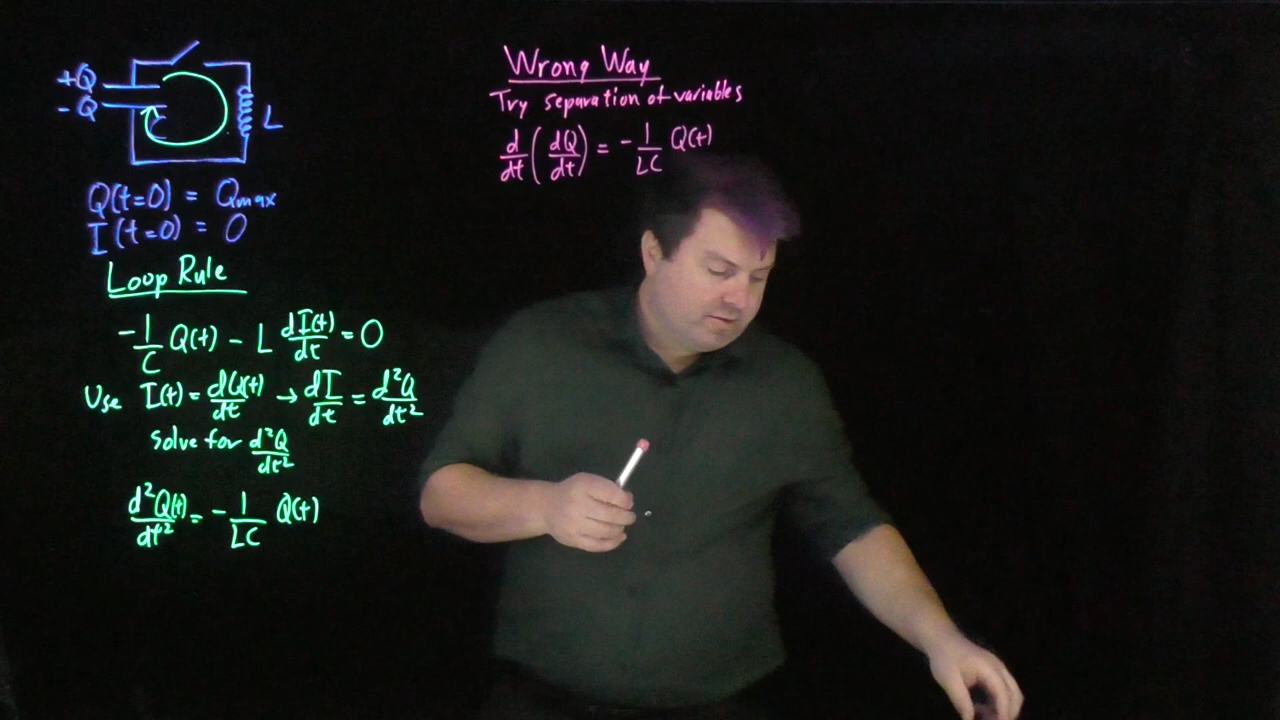 +Q
-Q
C
L
Q(t=0) = Qmax
I(t=0) = 0
Loop Rule
-1/C Q(t) - L dI(t)/dt = 0
Use I(t) = dQ(t)/dt → dI/dt = d²Q/dt²
solve for d²Q/dt²
d²Q(t)/dt² = - 1/LC Q(t)
Wrong Way
Try separation of variables
d/dt (dQ/dt) = - 1/LC Q(t)